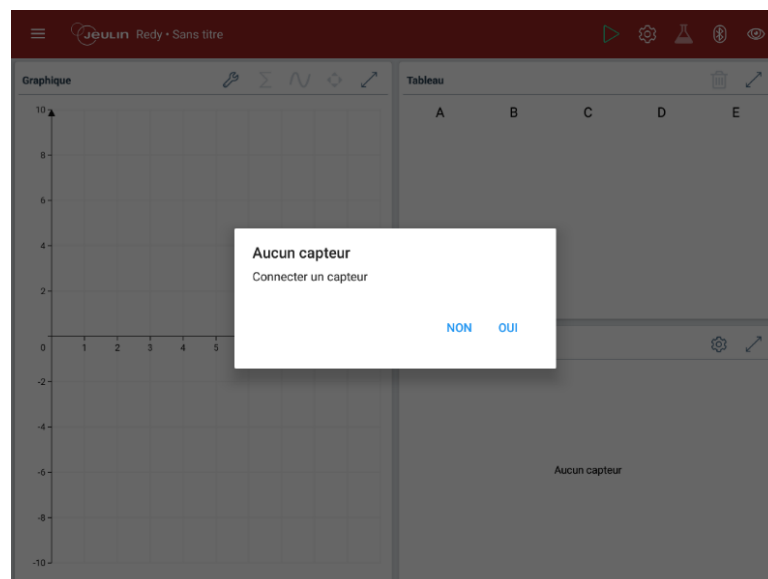 Jeulin Redy • Sans titre
Graphique
Tableau
A B C D E
10
8
6
4
2
0 1 2 3 4 5
-2
-4
-6
-8
-10
Aucun capteur
Connecter un capteur
NON OUI
Aucun capteur